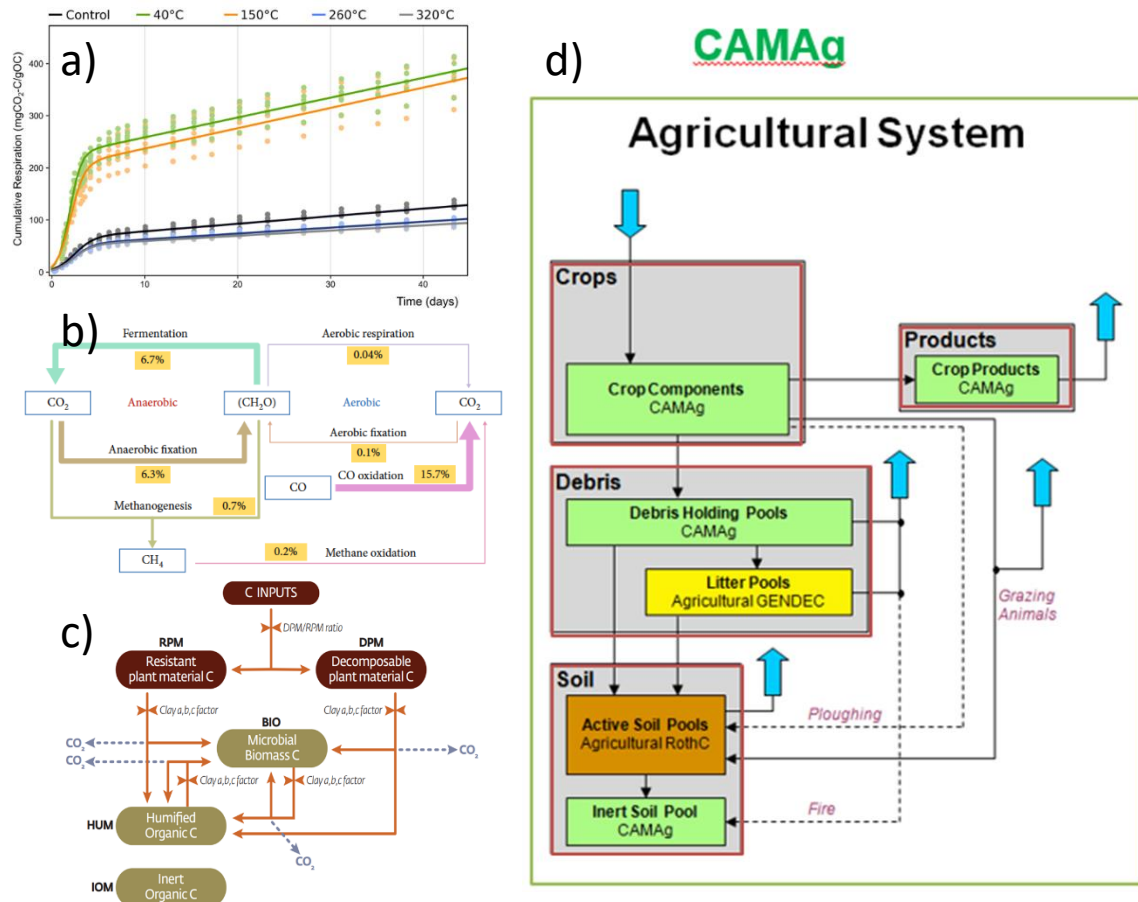 a)
Control 40°C 150°C 260°C 320°C
Cumulative Respiration (mgCO₂-C/gOC)
400
300
200
100
0
0 10 20 30 40
Time (days)
b)
Fermentation
6.7%
Aerobic respiration
0.04%
CO₂
Anaerobic
(CH₂O)
Aerobic
CO₂
Anaerobic fixation
6.3%
Aerobic fixation
0.1%
CO oxidation
15.7%
CO
Methanogenesis
0.7%
CH₄
0.2%
Methane oxidation
c)
C INPUTS
DPM/RPM ratio
RPM
Resistant
plant material C
DPM
Decomposable
plant material C
Clay a,b,c factor
Clay a,b,c factor
BIO
Microbial
Biomass C
CO₂
CO₂
CO₂
Clay a,b,c factor
Clay a,b,c factor
HUM
Humified
Organic C
CO₂
IOM
Inert
Organic C
d)
CAMAg
Agricultural System
Crops
Crop Components
CAMAg
Products
Crop Products
CAMAg
Debris
Debris Holding Pools
CAMAg
Litter Pools
Agricultural GENDEC
Grazing
Animals
Soil
Active Soil Pools
Agricultural RothC
Ploughing
Inert Soil Pool
CAMAg
Fire